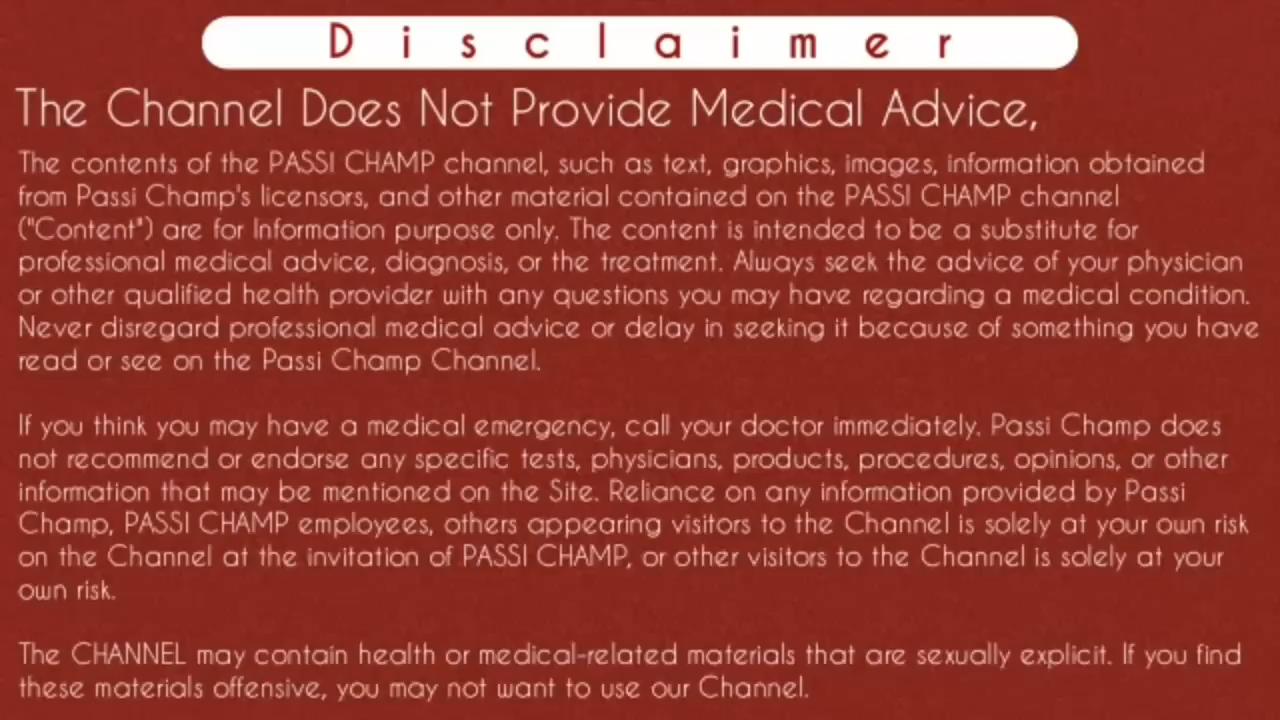 Disclaimer
The Channel Does Not Provide Medical Advice,
The contents of the PASSI CHAMP channel, such as text, graphics, images, information obtained
from Passi Champ's licensors, and other material contained on the PASSI CHAMP channel
("Content") are for Information purpose only. The content is intended to be a substitute for
professional medical advice, diagnosis, or the treatment. Always seek the advice of your physician
or other qualified health provider with any questions you may have regarding a medical condition.
Never disregard professional medical advice or delay in seeking it because of something you have
read or see on the Passi Champ Channel.
If you think you may have a medical emergency, call your doctor immediately. Passi Champ does
not recommend or endorse any specific tests, physicians, products, procedures, opinions, or other
information that may be mentioned on the Site. Reliance on any information provided by Passi
Champ, PASSI CHAMP employees, others appearing visitors to the Channel is solely at your own risk
on the Channel at the invitation of PASSI CHAMP, or other visitors to the Channel is solely at your
own risk.
The CHANNEL may contain health or medical-related materials that are sexually explicit. If you find
these materials offensive, you may not want to use our Channel.